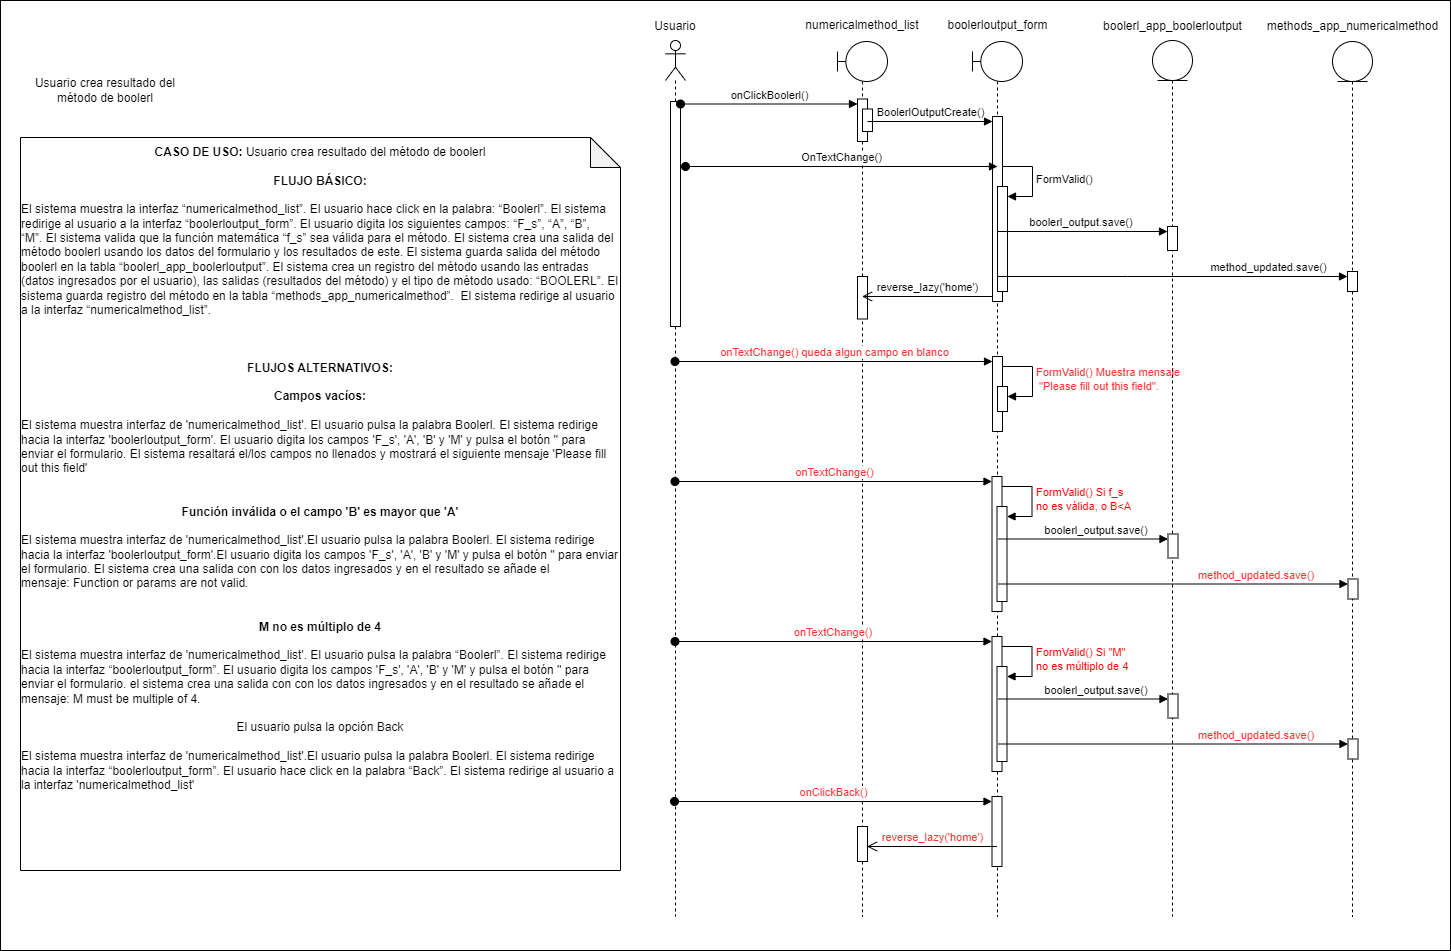 Usuario crea resultado del
método de boolerl
CASO DE USO: Usuario crea resultado del método de boolerl
FLUJO BÁSICO:
El sistema muestra la interfaz “numericalmethod_list”. El usuario hace click en la palabra: “Boolerl”. El sistema
redirige al usuario a la interfaz “boolerloutput_form”. El usuario digita los siguientes campos: “F_s”, “A”, “B”,
“M”. El sistema valida que la función matemática “f_s” sea válida para el método. El sistema crea una salida del
método boolerl usando los datos del formulario y los resultados de este. El sistema guarda salida del método
boolerl en la tabla “boolerl_app_boolerloutput”. El sistema crea un registro del método usando las entradas
(datos ingresados por el usuario), las salidas (resultados del método) y el tipo de método usado: “BOOLERL”. El
sistema guarda registro del método en la tabla “methods_app_numericalmethod”.  El sistema redirige al usuario
a la interfaz “numericalmethod_list”.
FLUJOS ALTERNATIVOS:
Campos vacíos:
El sistema muestra interfaz de 'numericalmethod_list'. El usuario pulsa la palabra Boolerl. El sistema redirige
hacia la interfaz 'boolerloutput_form'. El usuario digita los campos 'F_s', 'A', 'B' y 'M' y pulsa el botón '' para
enviar el formulario. El sistema resaltará el/los campos no llenados y mostrará el siguiente mensaje 'Please fill
out this field'
Función inválida o el campo 'B' es mayor que 'A'
El sistema muestra interfaz de 'numericalmethod_list'.El usuario pulsa la palabra Boolerl. El sistema redirige
hacia la interfaz 'boolerloutput_form'.El usuario digita los campos 'F_s', 'A', 'B' y 'M' y pulsa el botón '' para enviar
el formulario. El sistema crea una salida con con los datos ingresados y en el resultado se añade el
mensaje: Function or params are not valid.
M no es múltiplo de 4
El sistema muestra interfaz de 'numericalmethod_list'. El usuario pulsa la palabra “Boolerl”. El sistema redirige
hacia la interfaz “boolerloutput_form”. El usuario digita los campos 'F_s', 'A', 'B' y 'M' y pulsa el botón '' para
enviar el formulario. el sistema crea una salida con con los datos ingresados y en el resultado se añade el
mensaje: M must be multiple of 4.
El usuario pulsa la opción Back
El sistema muestra interfaz de 'numericalmethod_list'.El usuario pulsa la palabra Boolerl. El sistema redirige
hacia la interfaz “boolerloutput_form”. El usuario hace click en la palabra “Back”. El sistema redirige al usuario a
la interfaz 'numericalmethod_list'
Usuario
numericalmethod_list
boolerloutput_form
boolerl_app_boolerloutput
methods_app_numericalmethod
onClickBoolerl()
BoolerlOutputCreate()
OnTextChange()
FormValid()
boolerl_output.save()
method_updated.save()
reverse_lazy('home')
onTextChange() queda algun campo en blanco
FormValid() Muestra mensaje
"Please fill out this field".
onTextChange()
FormValid() Si f_s
no es válida, o B<A
boolerl_output.save()
method_updated.save()
onTextChange()
FormValid() Si "M"
no es múltiplo de 4
boolerl_output.save()
method_updated.save()
onClickBack()
reverse_lazy('home')